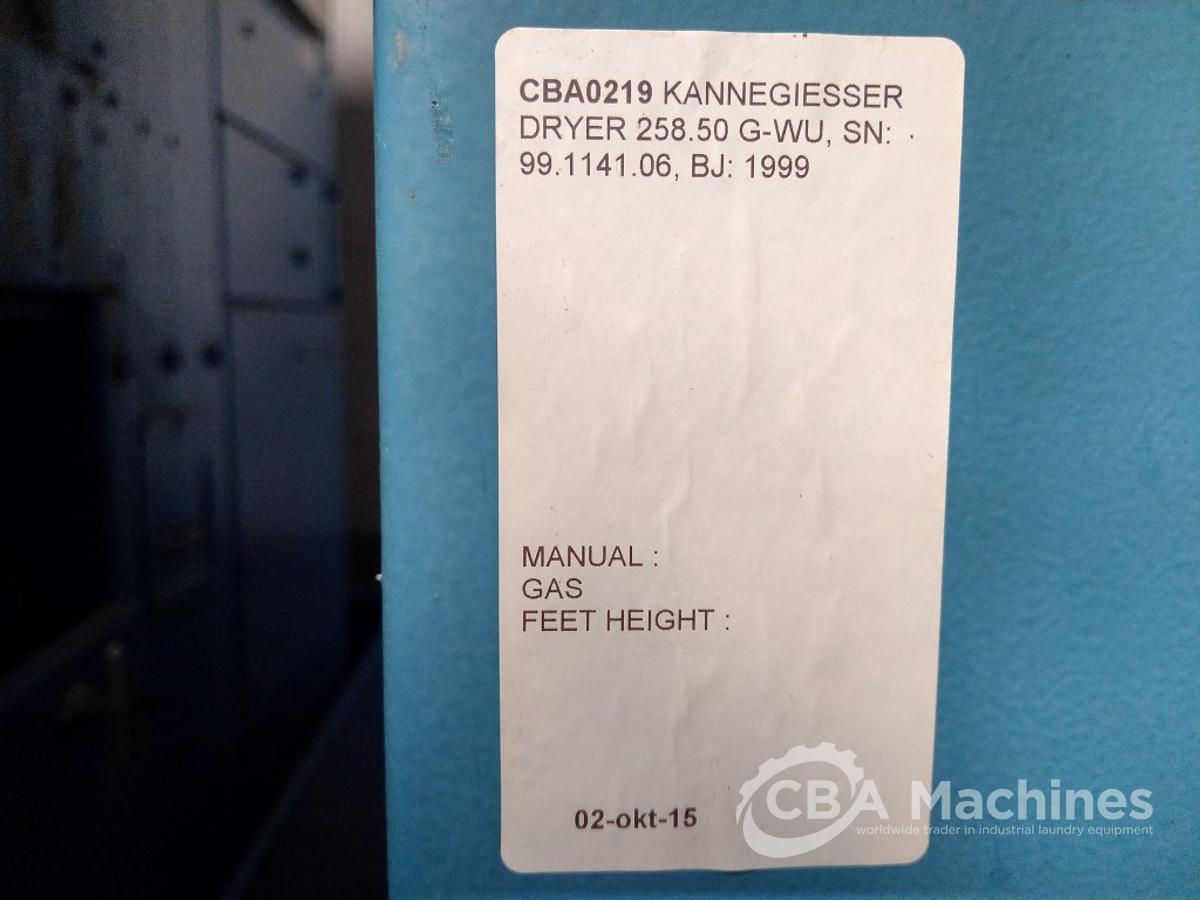 CBA0219 KANNEGIESSER
DRYER 258.50 G-WU, SN:
99.1141.06, BJ: 1999
MANUAL :
GAS
FEET HEIGHT :
02-okt-15
CBA Machines
worldwide trader in industrial laundry equipment